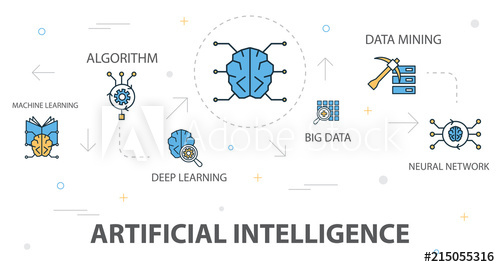 ALGORITHM
DATA MINING
MACHINE LEARNING
BIG DATA
DEEP LEARNING
NEURAL NETWORK
Adobe Stock
ARTIFICIAL INTELLIGENCE
#215055316